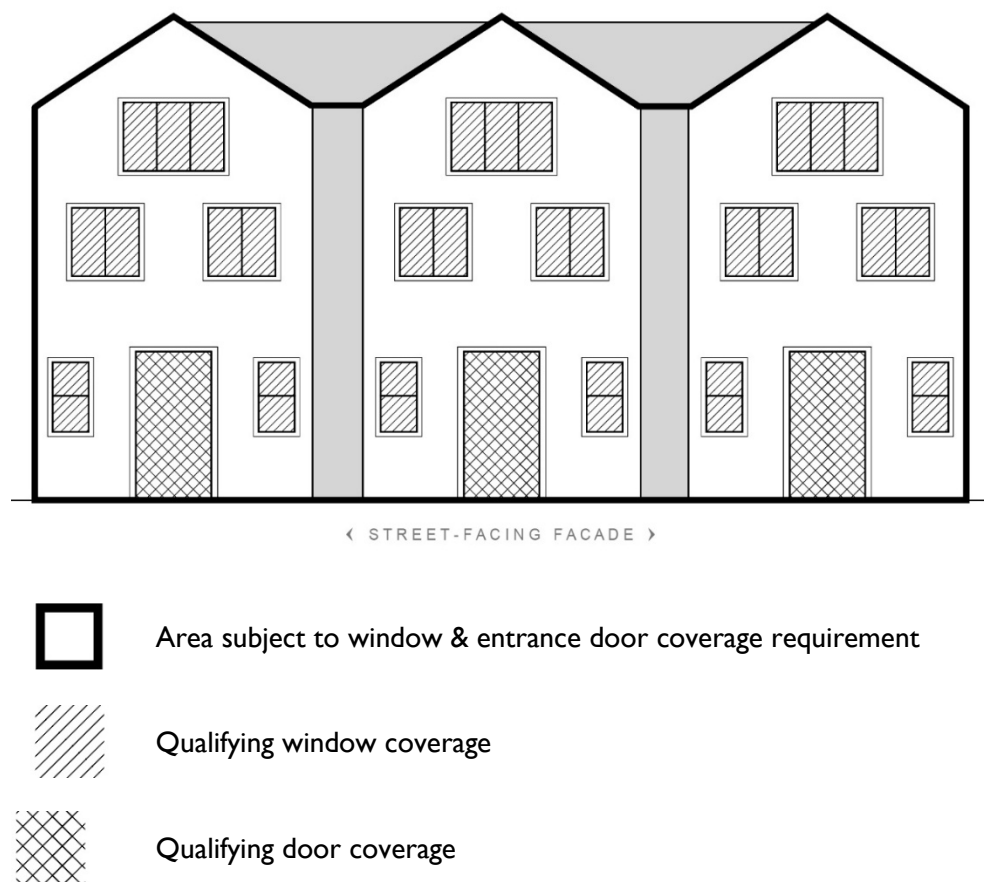 ‹ STREET-FACING FACADE ›
Area subject to window & entrance door coverage requirement
Qualifying window coverage
Qualifying door coverage